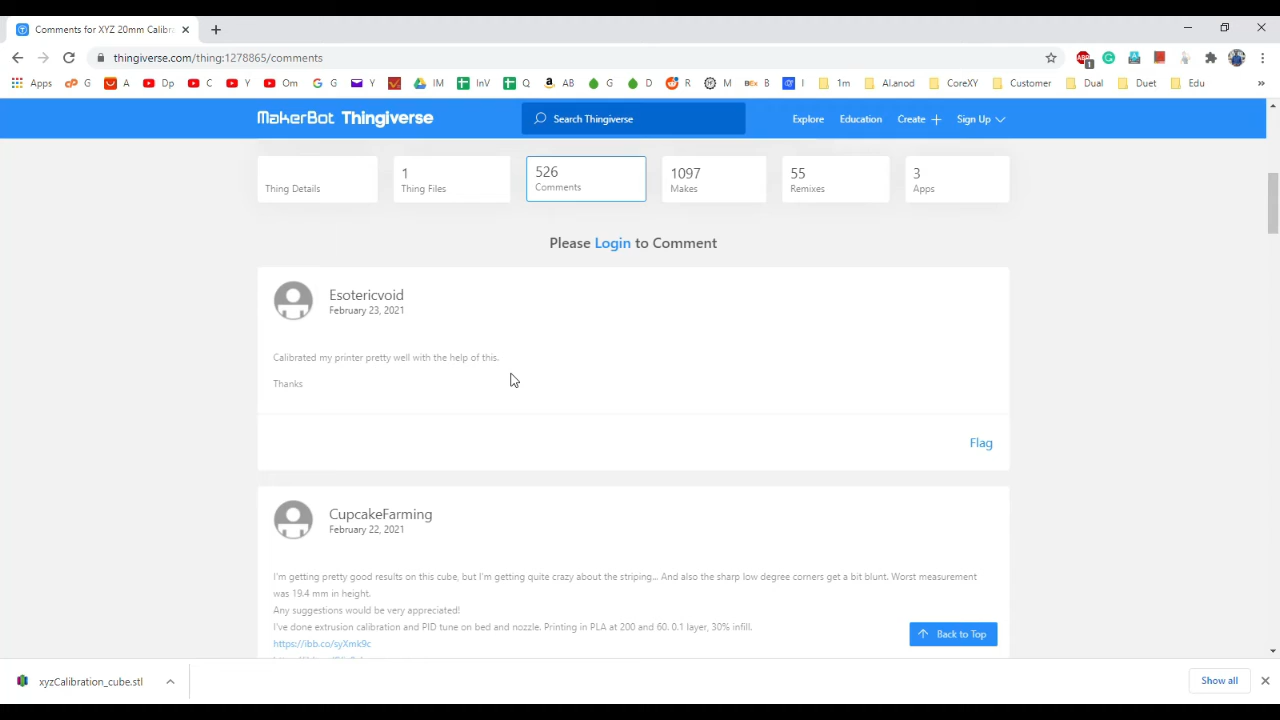 Comments for XYZ 20mm Calibra
thingiverse.com/thing:1278865/comments
Apps G A Dp C Y Om G Y IM InV Q AB G D R M B I 1m Al.anod CoreXY Customer Dual Duet Edu »
MakerBot Thingiverse Search Thingiverse Explore Education Create Sign Up
Thing Details
1
Thing Files
526
Comments
1097
Makes
55
Remixes
3
Apps
Please Login to Comment
Esotericvoid
February 23, 2021
Calibrated my printer pretty well with the help of this.
Thanks
Flag
CupcakeFarming
February 22, 2021
I'm getting pretty good results on this cube, but I'm getting quite crazy about the striping... And also the sharp low degree corners get a bit blunt. Worst measurement
was 19.4 mm in height.
Any suggestions would be very appreciated!
I've done extrusion calibration and PID tune on bed and nozzle. Printing in PLA at 200 and 60. 0.1 layer, 30% infill.
https://ibb.co/syXmk9c
Back to Top
xyzCalibration_cube.stl
Show all